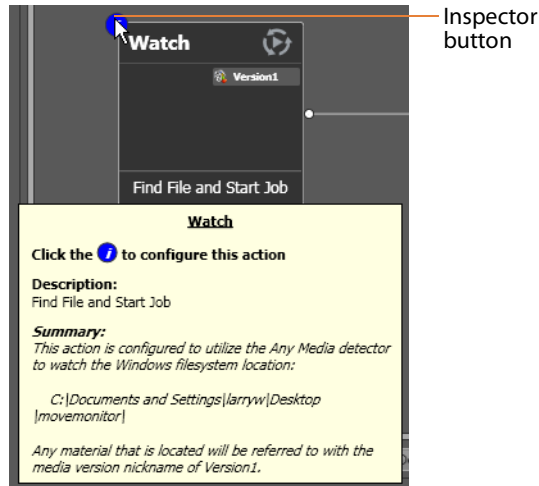 Inspector
button
Watch
Version1
Find File and Start Job
Watch
Click the i to configure this action
Description:
Find File and Start Job
Summary:
This action is configured to utilize the Any Media detector
to watch the Windows filesystem location:
C:\Documents and Settings\larryw\Desktop
\movemonitor\
Any material that is located will be referred to with the
media version nickname of Version1.